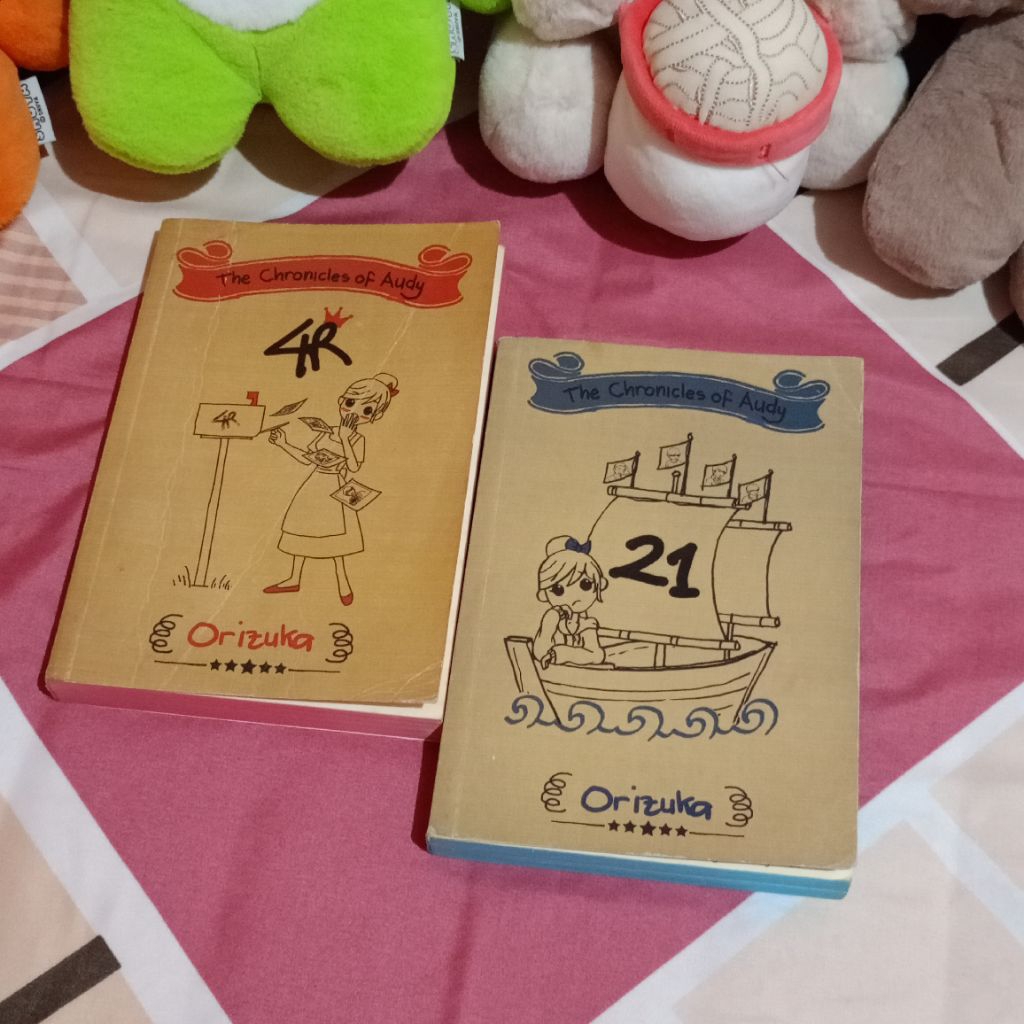 The Chronicles of Audy
4R
4R
Orizuka
The Chronicles of Audy
21
Orizuka